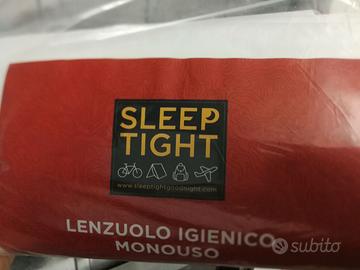 SLEEP
TIGHT
www.sleeptightgoodnight.com
LENZUOLO IGIENICO
MONOUSO
subito